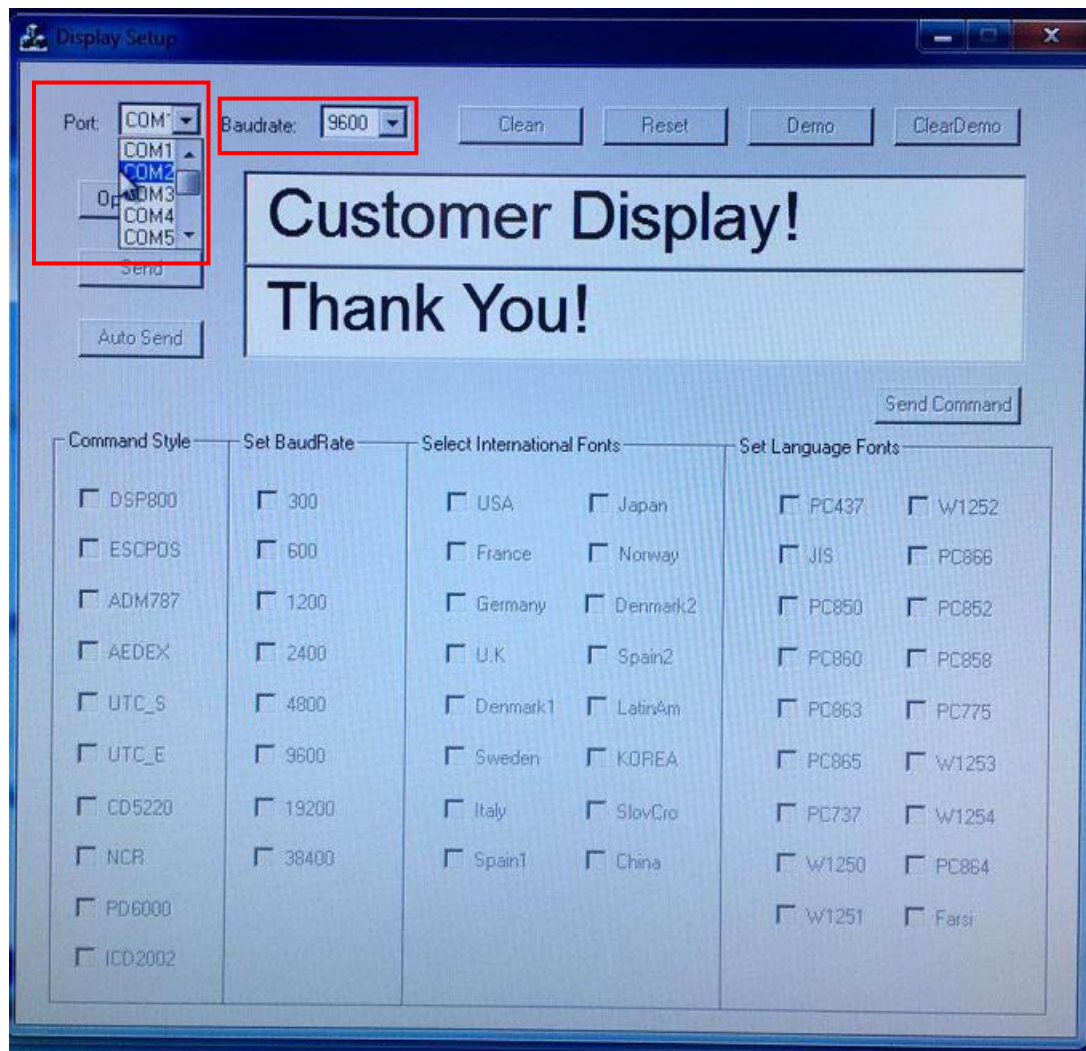 Display Setup
Port: COM1 Baudrate: 9600 Clean Reset Demo ClearDemo
COM1
COM2
COM3
COM4
COM5
Send
Auto Send
Customer Display!
Thank You!
Send Command
Command Style Set BaudRate Select International Fonts Set Language Fonts
DSP800 300 USA Japan PC437 W1252
ESCPOS 600 France Norway JIS PC866
ADM787 1200 Germany Denmark2 PC850 PC852
AEDEX 2400 U.K Spain2 PC860 PC858
UTC_S 4800 Denmark1 LatinAm PC863 PC775
UTC_E 9600 Sweden KOREA PC865 W1253
CD5220 19200 Italy SlovCro PC737 W1254
NCR 38400 Spain1 China W1250 PC864
PD6000 W1251 Farsi
ICD2002